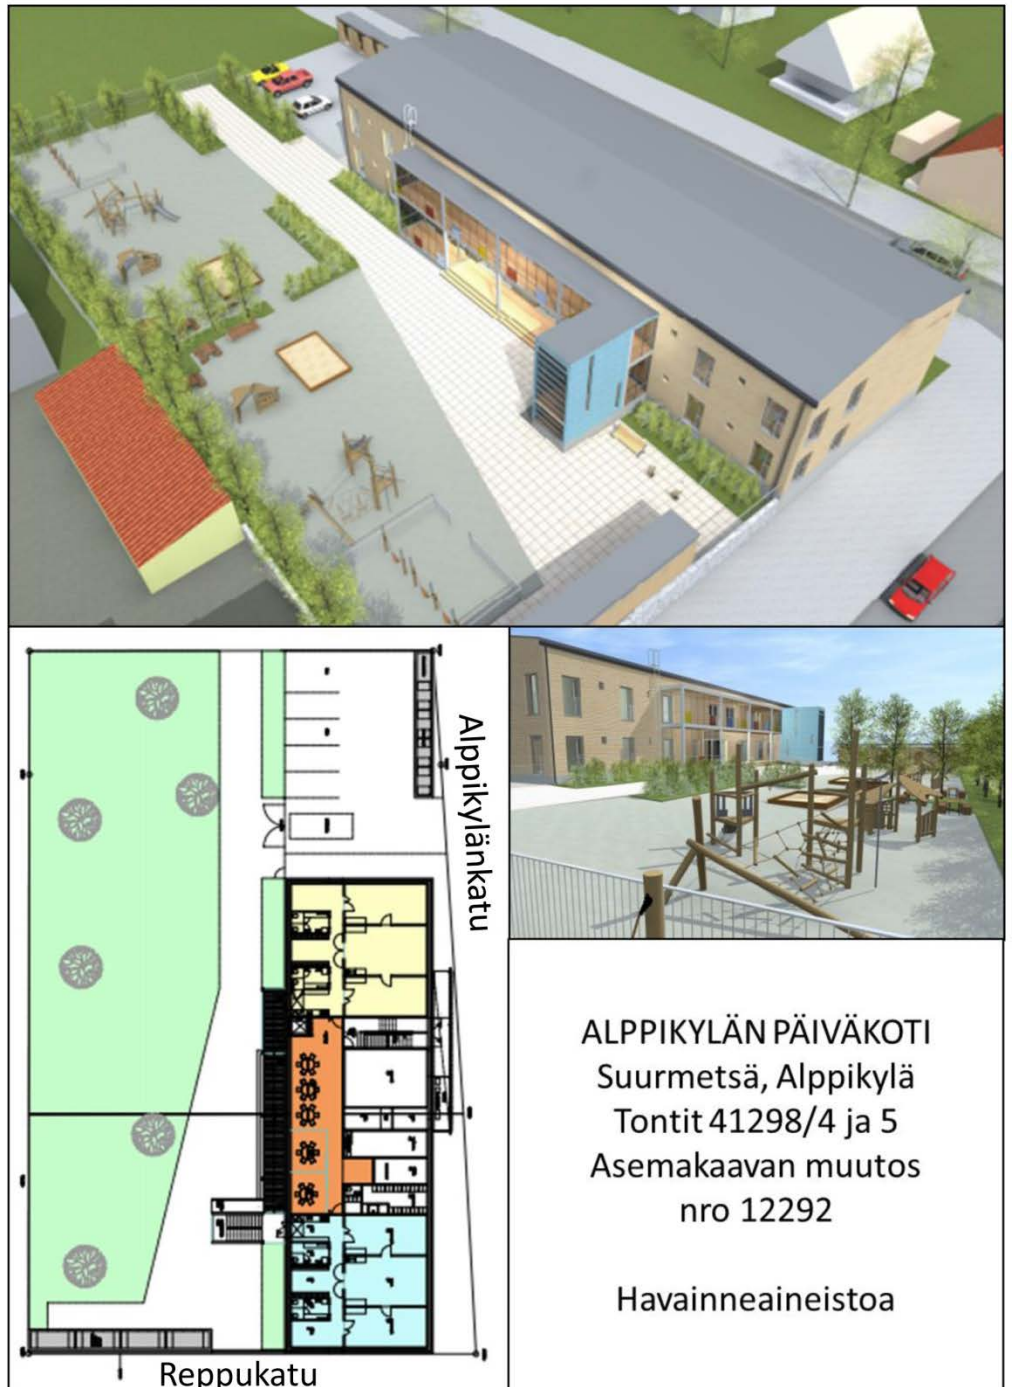 Alppikylänkatu
Reppukatu
ALPPIKYLÄN PÄIVÄKOTI
Suurmetsä, Alppikylä
Tontit 41298/4 ja 5
Asemakaavan muutos
nro 12292
Havainneaineistoa